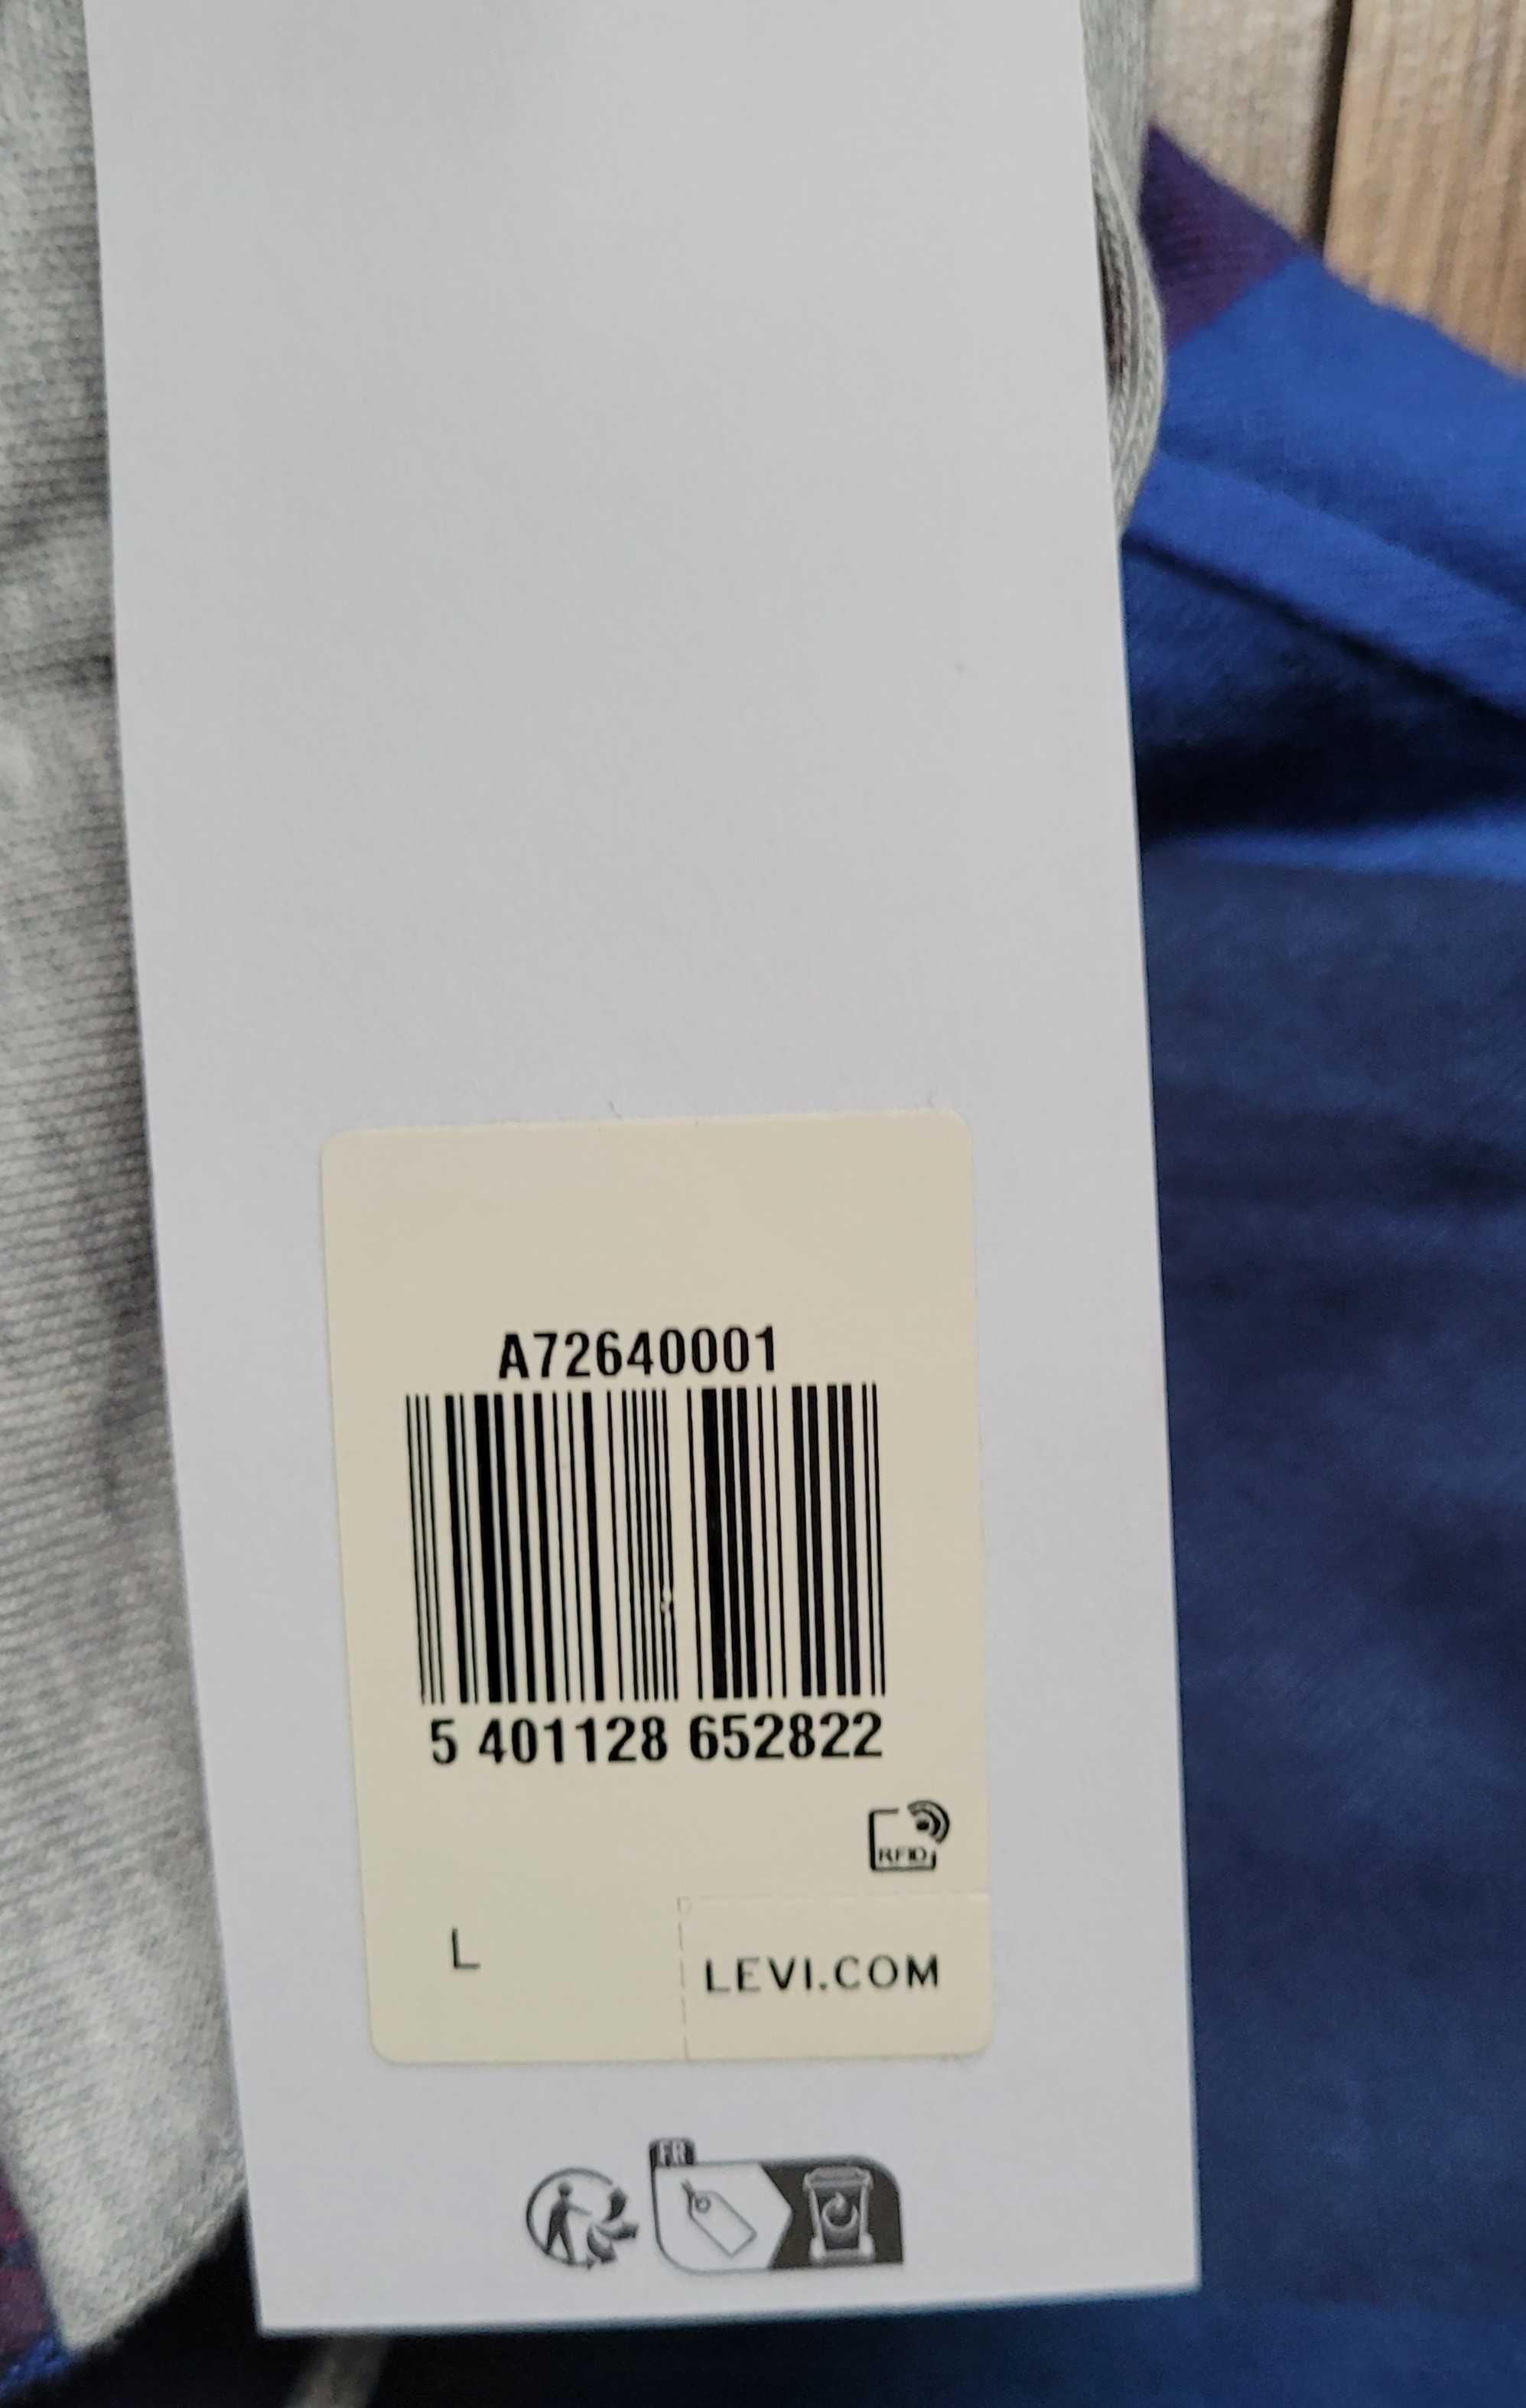 A72640001
5 401128 652822
RFID
L
LEVI.COM
FR